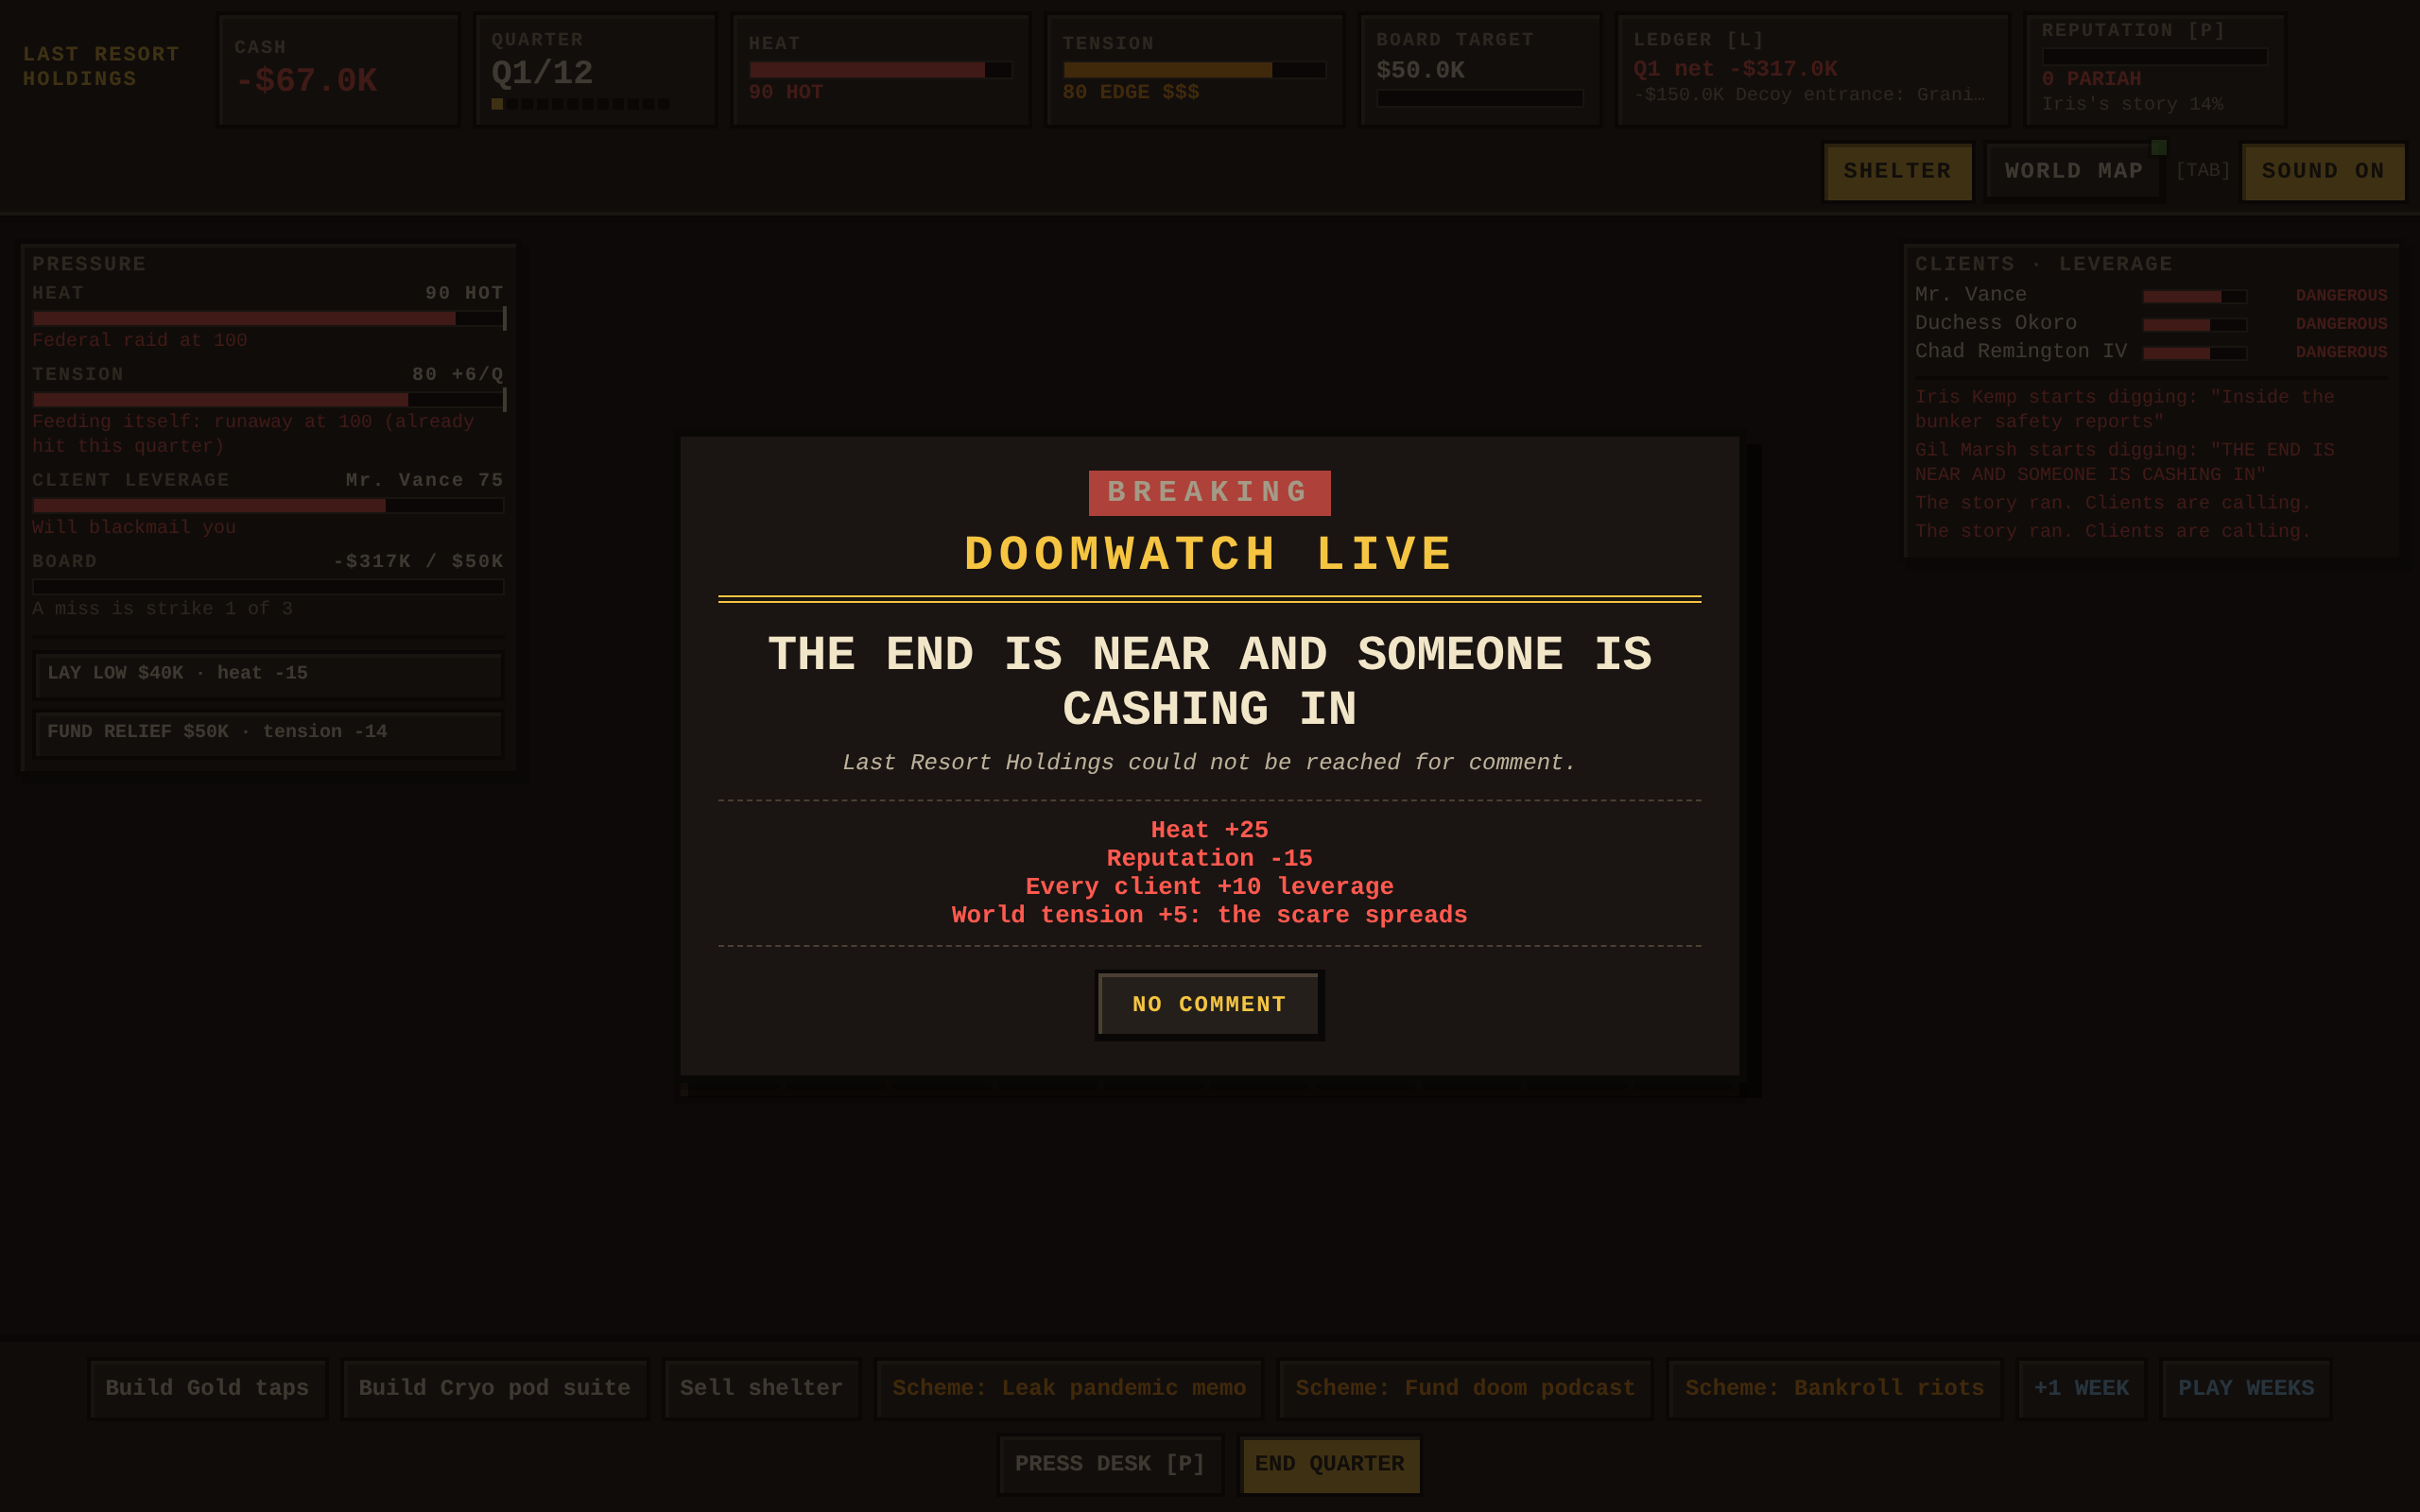 LAST RESORT
HOLDINGS
CASH
-$67.0K
QUARTER
Q1/12
HEAT
90 HOT
TENSION
80 EDGE $$$
BOARD TARGET
$50.0K
LEDGER [L]
Q1 net -$317.0K
-$150.0K Decoy entrance: Grani…
REPUTATION [P]
0 PARIAH
Iris's story 14%
SHELTER
WORLD MAP
[TAB]
SOUND ON
PRESSURE
HEAT 90 HOT
Federal raid at 100
TENSION 80 +6/Q
Feeding itself: runaway at 100 (already
hit this quarter)
CLIENT LEVERAGE Mr. Vance 75
Will blackmail you
BOARD -$317K / $50K
A miss is strike 1 of 3
LAY LOW $40K · heat -15
FUND RELIEF $50K · tension -14
CLIENTS · LEVERAGE
Mr. Vance DANGEROUS
Duchess Okoro DANGEROUS
Chad Remington IV DANGEROUS
Iris Kemp starts digging: "Inside the
bunker safety reports"
Gil Marsh starts digging: "THE END IS
NEAR AND SOMEONE IS CASHING IN"
The story ran. Clients are calling.
The story ran. Clients are calling.
BREAKING
DOOMWATCH LIVE
THE END IS NEAR AND SOMEONE IS
CASHING IN
Last Resort Holdings could not be reached for comment.
Heat +25
Reputation -15
Every client +10 leverage
World tension +5: the scare spreads
NO COMMENT
Build Gold taps
Build Cryo pod suite
Sell shelter
Scheme: Leak pandemic memo
Scheme: Fund doom podcast
Scheme: Bankroll riots
+1 WEEK
PLAY WEEKS
PRESS DESK [P]
END QUARTER